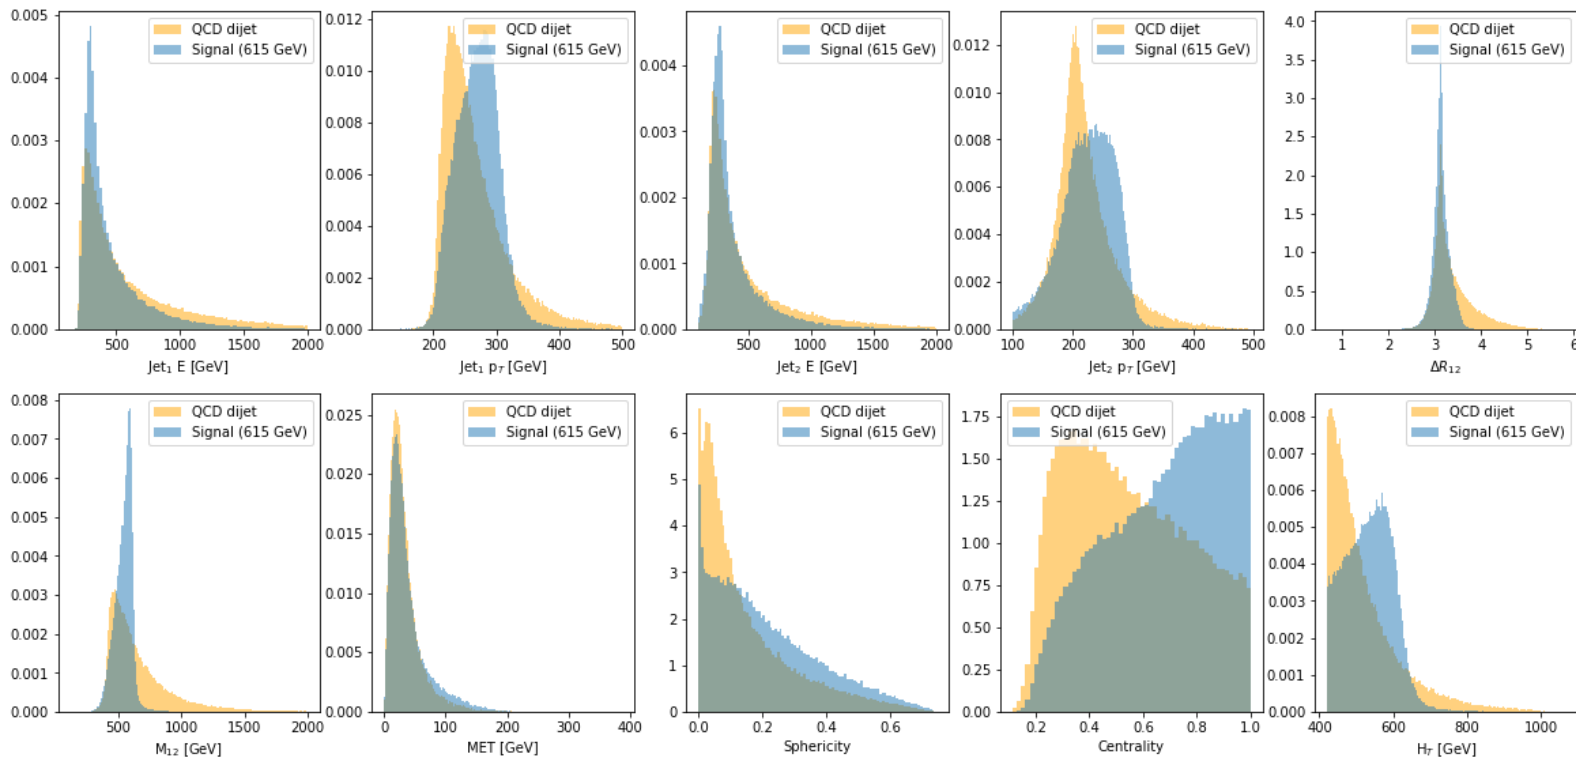 0.005
0.004
0.003
0.002
0.001
0.000
500 1000 1500 2000
Jet₁ E [GeV]
QCD dijet
Signal (615 GeV)
0.012
0.010
0.008
0.006
0.004
0.002
0.000
200 300 400 500
Jet₁ p_T [GeV]
QCD dijet
Signal (615 GeV)
0.004
0.003
0.002
0.001
0.000
500 1000 1500 2000
Jet₂ E [GeV]
QCD dijet
Signal (615 GeV)
0.012
0.010
0.008
0.006
0.004
0.002
0.000
100 200 300 400 500
Jet₂ p_T [GeV]
QCD dijet
Signal (615 GeV)
4.0
3.5
3.0
2.5
2.0
1.5
1.0
0.5
0.0
1 2 3 4 5 6
ΔR₁₂
QCD dijet
Signal (615 GeV)
0.008
0.007
0.006
0.005
0.004
0.003
0.002
0.001
0.000
500 1000 1500 2000
M₁₂ [GeV]
QCD dijet
Signal (615 GeV)
0.025
0.020
0.015
0.010
0.005
0.000
0 100 200 300 400
MET [GeV]
QCD dijet
Signal (615 GeV)
6
5
4
3
2
1
0
0.0 0.2 0.4 0.6
Sphericity
QCD dijet
Signal (615 GeV)
1.75
1.50
1.25
1.00
0.75
0.50
0.25
0.00
0.2 0.4 0.6 0.8 1.0
Centrality
QCD dijet
Signal (615 GeV)
0.008
0.007
0.006
0.005
0.004
0.003
0.002
0.001
0.000
400 600 800 1000
H_T [GeV]
QCD dijet
Signal (615 GeV)